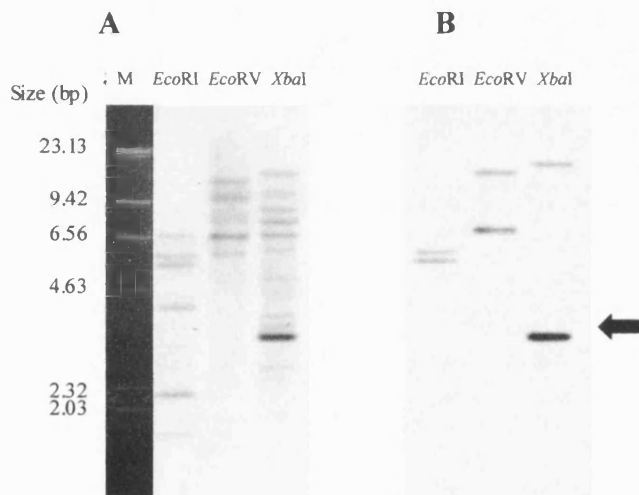 A B
M EcoRI EcoRV XbaI EcoRI EcoRV XbaI
Size (bp)
23.13
9.42
6.56
4.63
2.32
2.03